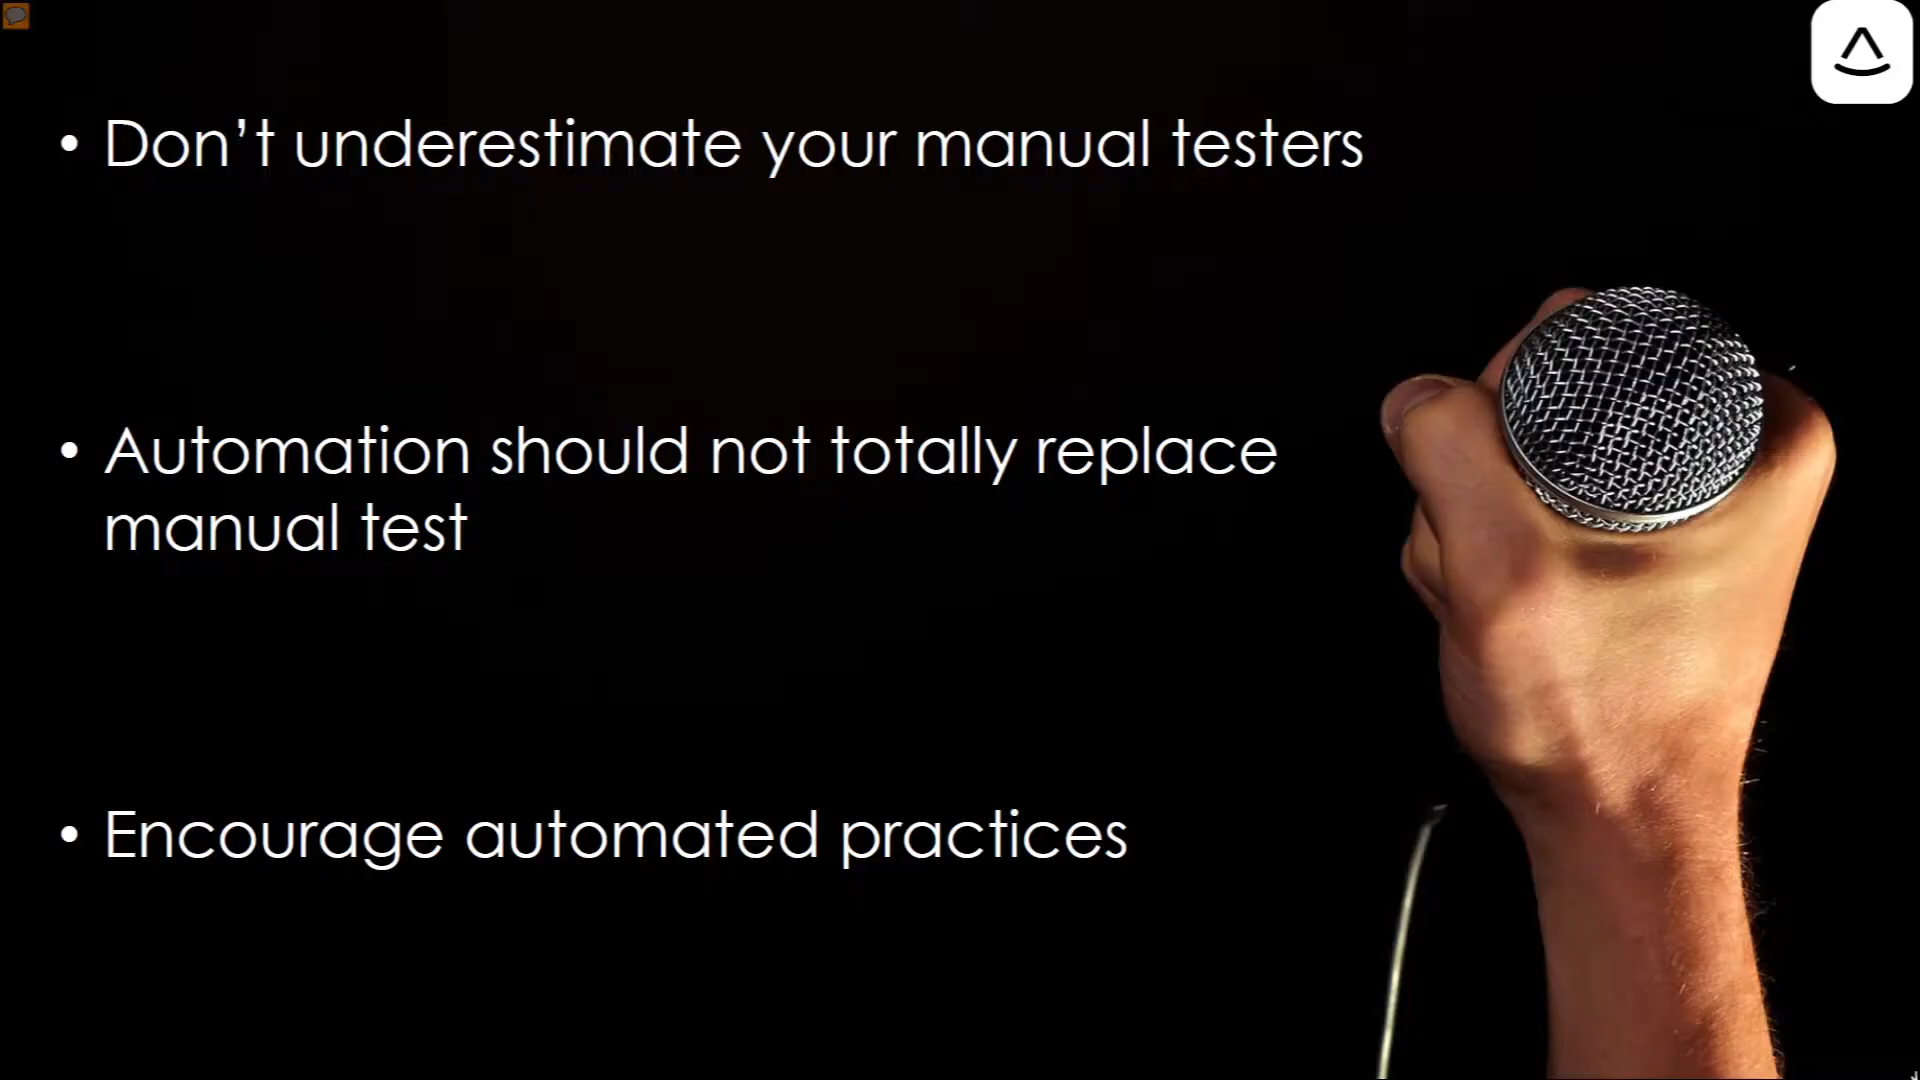 • Don’t underestimate your manual testers
• Automation should not totally replace
manual test
• Encourage automated practices